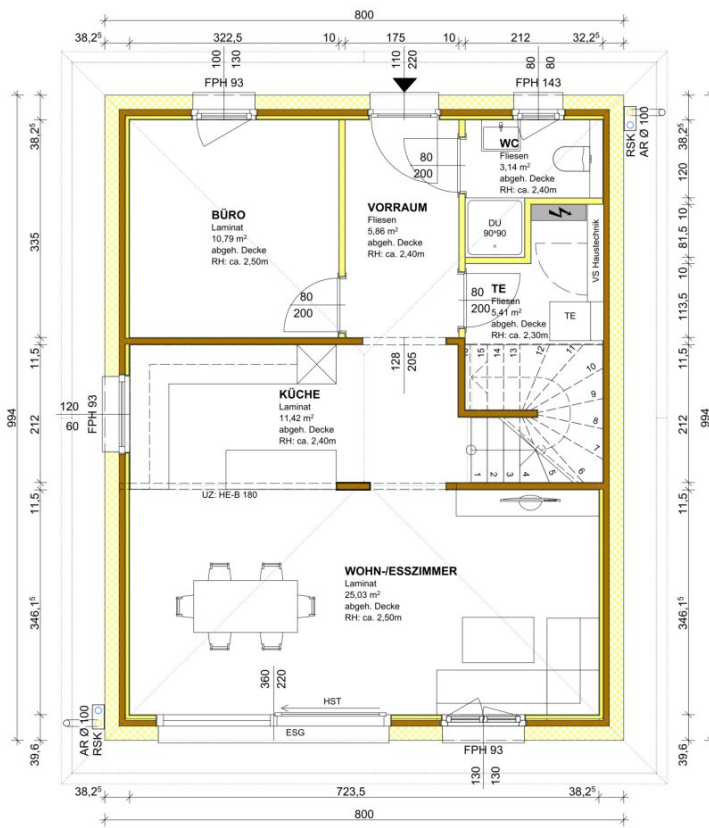 800
38,2⁵ 322,5 10 175 10 212 32,2⁵
100
130
110
220
80
80
FPH 93
FPH 143
38,2⁵
335
11,5
212
11,5
346,1⁵
39,6
994
38,2⁵
120
10
81,5
10
113,5
11,5
212
11,5
346,1⁵
39,6
994
RSK
AR Ø 100
WC
Fliesen
3,14 m²
abgeh. Decke
RH: ca. 2,40m
80
200
BÜRO
Laminat
10,79 m²
abgeh. Decke
RH: ca. 2,50m
VORRAUM
Fliesen
5,86 m²
abgeh. Decke
RH: ca. 2,40m
DU
90*90
VS Haustechnik
80
200
80
200
TE
Fliesen
5,41 m²
abgeh. Decke
RH: ca. 2,30m
TE
128
205
15 14 13 12 11
10
9
8
7
6
5
1 2 3 4
120
60
FPH 93
KÜCHE
Laminat
11,42 m²
abgeh. Decke
RH: ca. 2,40m
UZ: HE-B 180
WOHN-/ESSZIMMER
Laminat
25,03 m²
abgeh. Decke
RH: ca. 2,50m
360
220
HST
ESG
AR Ø 100
RSK
FPH 93
130
130
38,2⁵ 723,5 38,2⁵
800